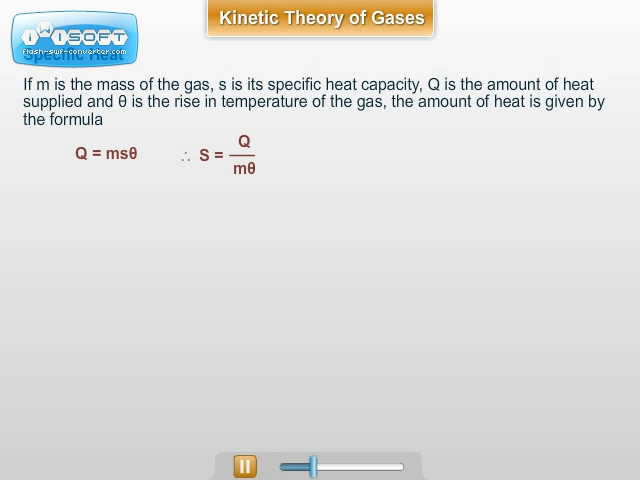 Kinetic Theory of Gases
iWiSOFT
flash-swf-converter.com
Specific Heat
If m is the mass of the gas, s is its specific heat capacity, Q is the amount of heat
supplied and θ is the rise in temperature of the gas, the amount of heat is given by
the formula
Q = msθ ∴ S = Q
mθ